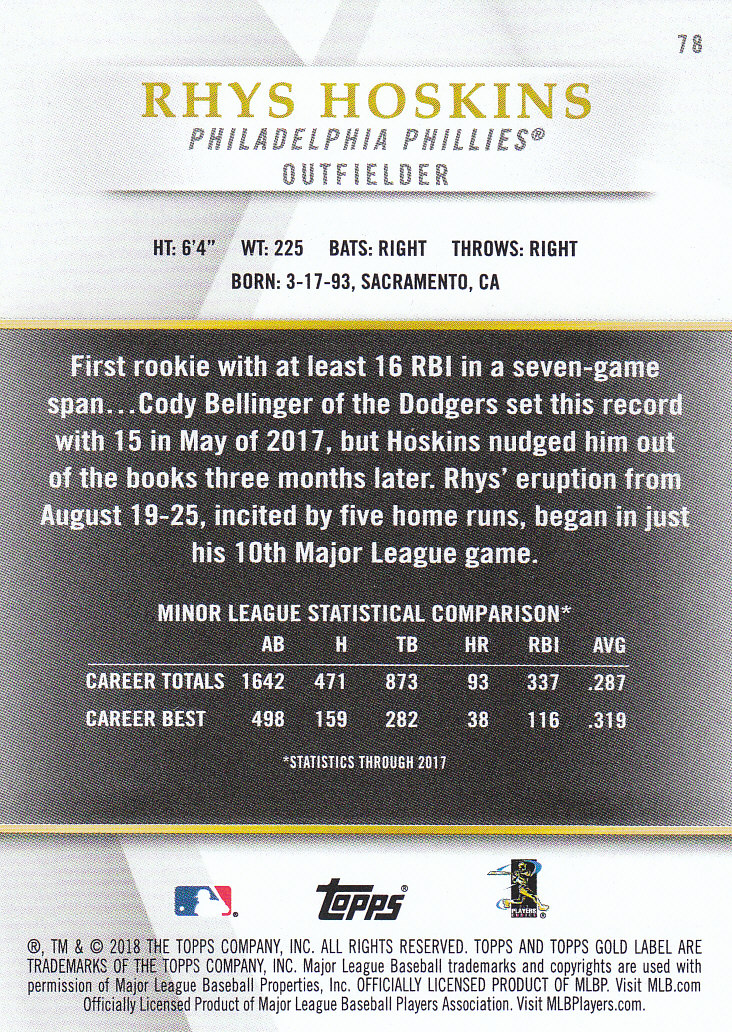 78
RHYS HOSKINS
PHILADELPHIA PHILLIES®
OUTFIELDER
HT: 6'4" WT: 225 BATS: RIGHT THROWS: RIGHT
BORN: 3-17-93, SACRAMENTO, CA
First rookie with at least 16 RBI in a seven-game
span...Cody Bellinger of the Dodgers set this record
with 15 in May of 2017, but Hoskins nudged him out
of the books three months later. Rhys' eruption from
August 19-25, incited by five home runs, began in just
his 10th Major League game.
MINOR LEAGUE STATISTICAL COMPARISON*
AB H TB HR RBI AVG
CAREER TOTALS 1642 471 873 93 337 .287
CAREER BEST 498 159 282 38 116 .319
*STATISTICS THROUGH 2017
Topps®
PLAYERS
®, TM & © 2018 THE TOPPS COMPANY, INC. ALL RIGHTS RESERVED. TOPPS AND TOPPS GOLD LABEL ARE
TRADEMARKS OF THE TOPPS COMPANY, INC. Major League Baseball trademarks and copyrights are used with
permission of Major League Baseball Properties, Inc. OFFICIALLY LICENSED PRODUCT OF MLBP. Visit MLB.com
Officially Licensed Product of Major League Baseball Players Association. Visit MLBPlayers.com.